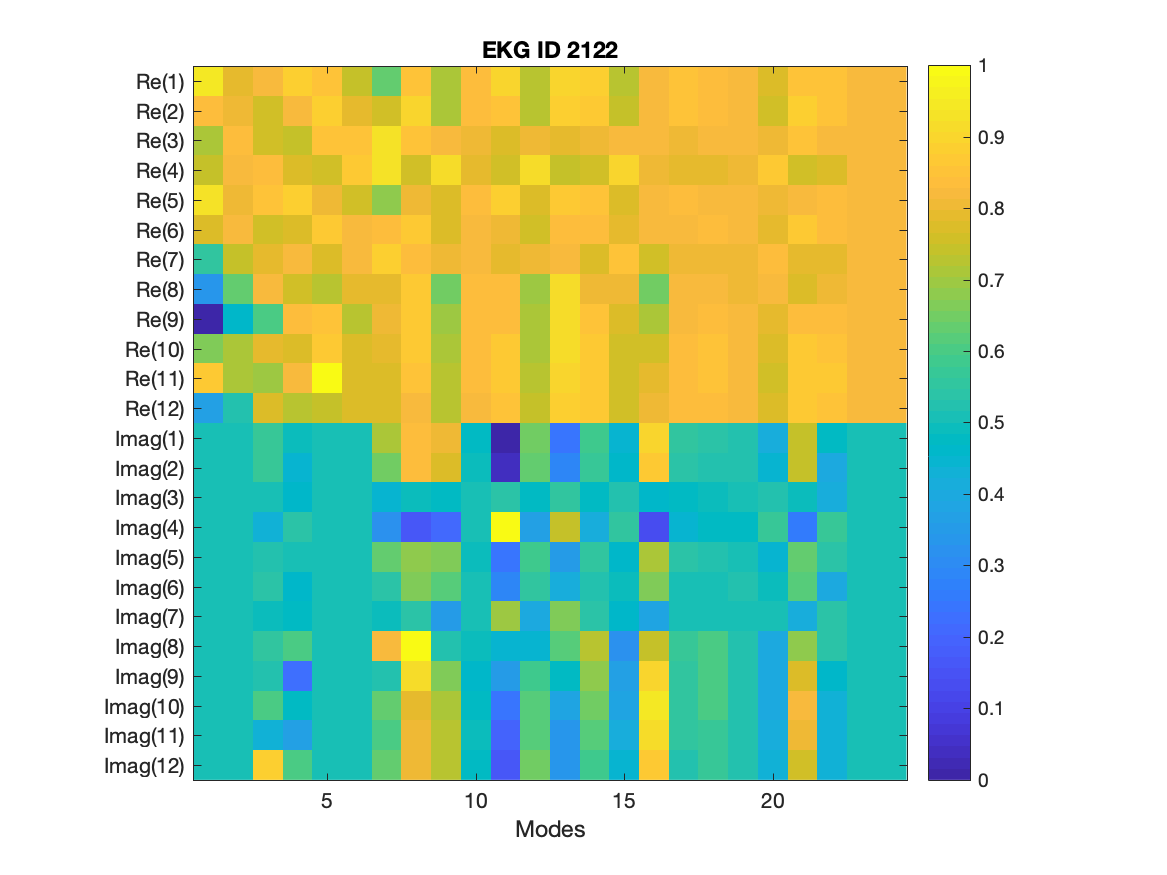 EKG ID 2122
Re(1)
Re(2)
Re(3)
Re(4)
Re(5)
Re(6)
Re(7)
Re(8)
Re(9)
Re(10)
Re(11)
Re(12)
Imag(1)
Imag(2)
Imag(3)
Imag(4)
Imag(5)
Imag(6)
Imag(7)
Imag(8)
Imag(9)
Imag(10)
Imag(11)
Imag(12)
5 10 15 20
Modes
1
0.9
0.8
0.7
0.6
0.5
0.4
0.3
0.2
0.1
0